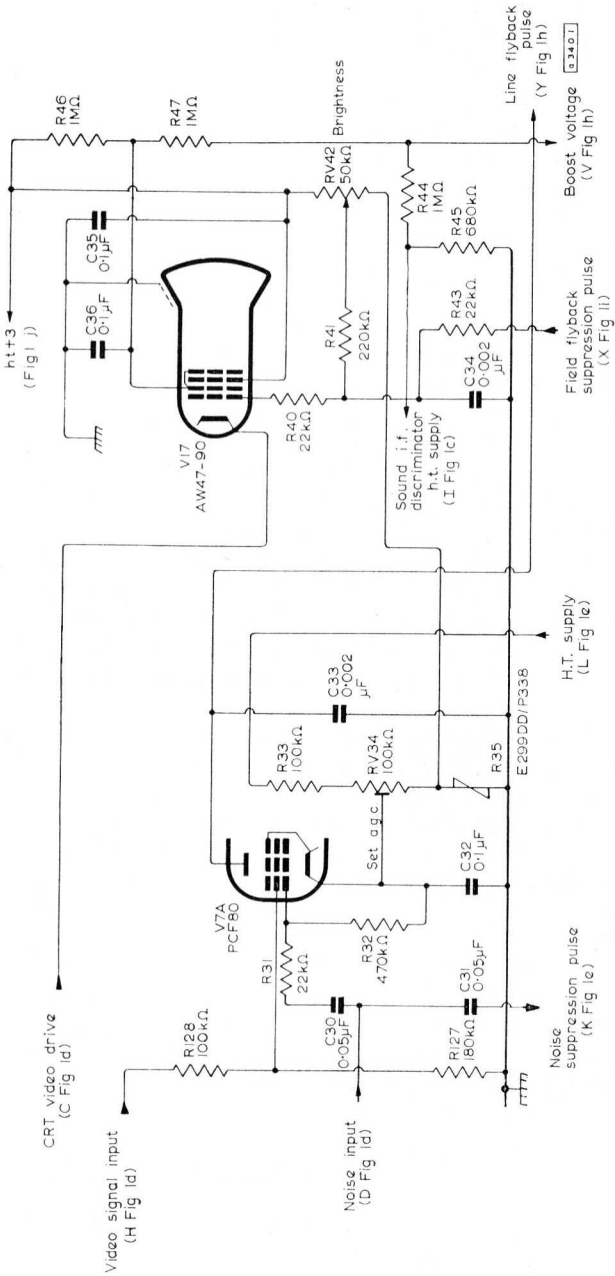 CRT video drive
(C Fig 1d)
Video signal input
(H Fig 1d)
Noise input
(D Fig 1d)
R128
100kΩ
R127
180kΩ
C30
0·05μF
C31
0·05μF
Noise
suppression pulse
(K Fig 1e)
R31
22kΩ
V7A
PCF80
R32
470kΩ
C32
0·1μF
Set a.g.c.
R33
100kΩ
RV34
100kΩ
R35
E299DD/P338
C33
0·002
μF
H.T. supply
(L Fig 1e)
V17
AW47-90
R40
22kΩ
C36
0·1μF
C35
0·1μF
ht+3
(Fig 1 j)
R46
1MΩ
R47
1MΩ
Brightness
RV42
50kΩ
R41
220kΩ
R44
1MΩ
R45
680kΩ
R43
22kΩ
C34
0·002
μF
Sound i.f.
discriminator
h.t. supply
(I Fig 1c)
Field flyback
suppression pulse
(X Fig 1i)
Boost voltage
(V Fig 1h)
Line flyback
pulse
(Y Fig 1h)